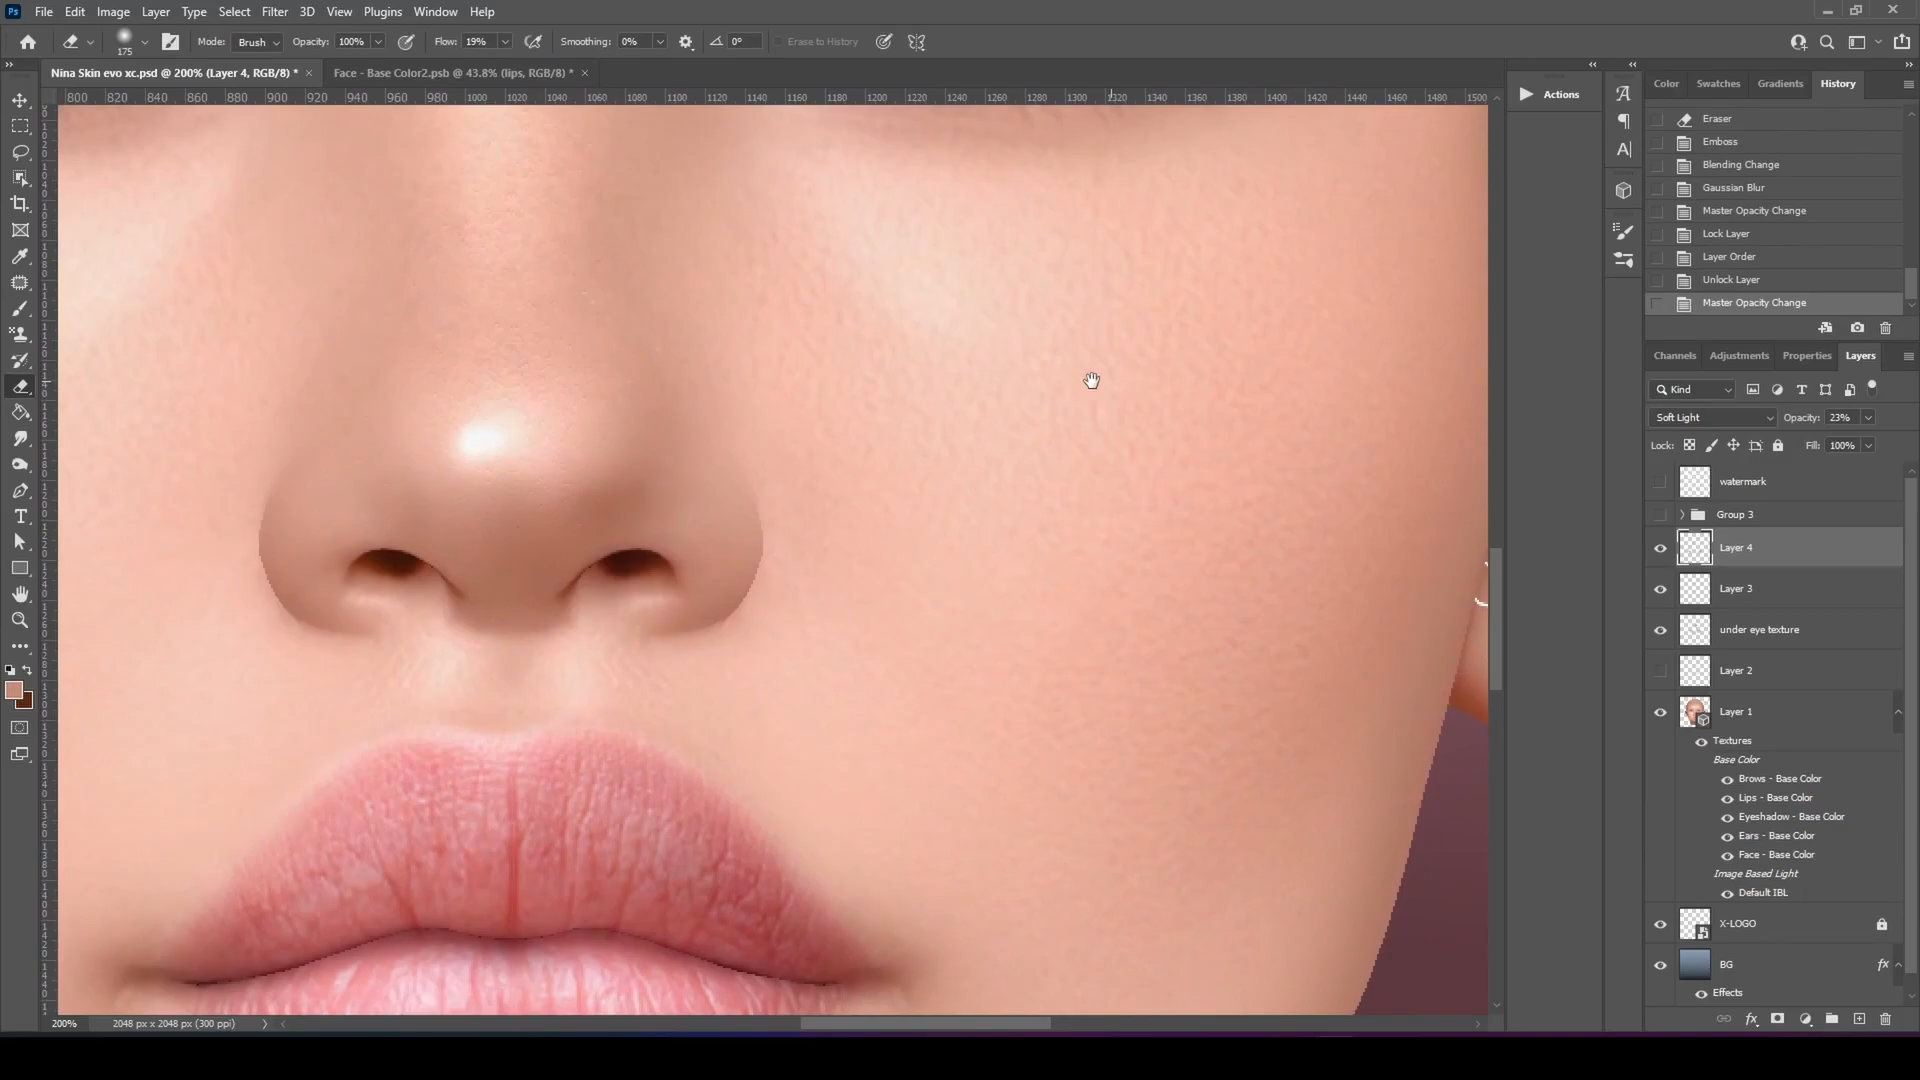 Ps File Edit Image Layer Type Select Filter 3D View Plugins Window Help
175 Mode: Brush Opacity: 100% Flow: 19% Smoothing: 0% 0° Erase to History
Nina Skin evo xc.psd @ 200% (Layer 4, RGB/8) * × Face - Base Color2.psb @ 43.8% (lips, RGB/8) * ×
800 820 840 860 880 900 920 940 960 980 1000 1020 1040 1060 1080 1100 1120 1140 1160 1180 1200 1220 1240 1260 1280 1300 1320 1340 1360 1380 1400 1420 1440 1460 1480 1500
Actions
Color Swatches Gradients History
Eraser
Emboss
Blending Change
Gaussian Blur
Master Opacity Change
Lock Layer
Layer Order
Unlock Layer
Master Opacity Change
Channels Adjustments Properties Layers
Kind
Soft Light Opacity: 23%
Lock: Fill: 100%
watermark
Group 3
Layer 4
Layer 3
under eye texture
Layer 2
Layer 1
Textures
Base Color
Brows - Base Color
Lips - Base Color
Eyeshadow - Base Color
Ears - Base Color
Face - Base Color
Image Based Light
Default IBL
X-LOGO
BG fx
Effects
200% 2048 px x 2048 px (300 ppi)